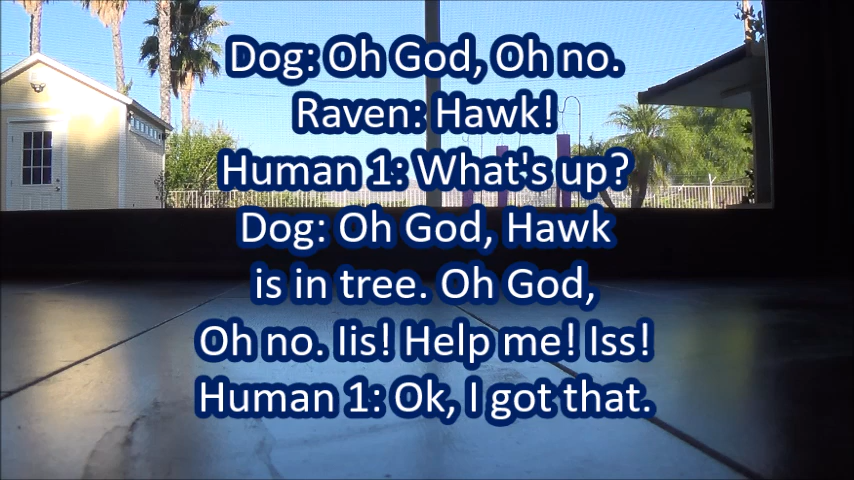 Dog: Oh God, Oh no.
Raven: Hawk!
Human 1: What's up?
Dog: Oh God, Hawk
is in tree. Oh God,
Oh no. Iis! Help me! Iss!
Human 1: Ok, I got that.